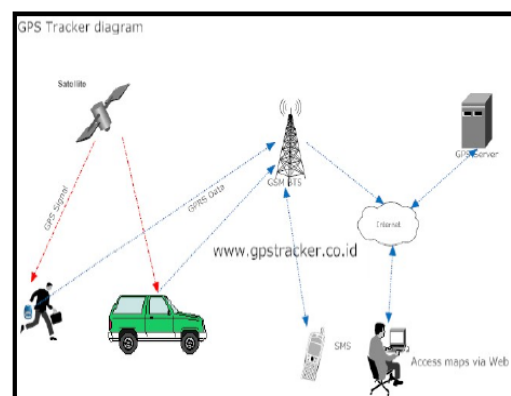 GPS Tracker diagram
Satellite
GPS Signal
GPRS Data
GSM BTS
GPS Server
Internet
www.gpstracker.co.id
SMS
Access maps via Web